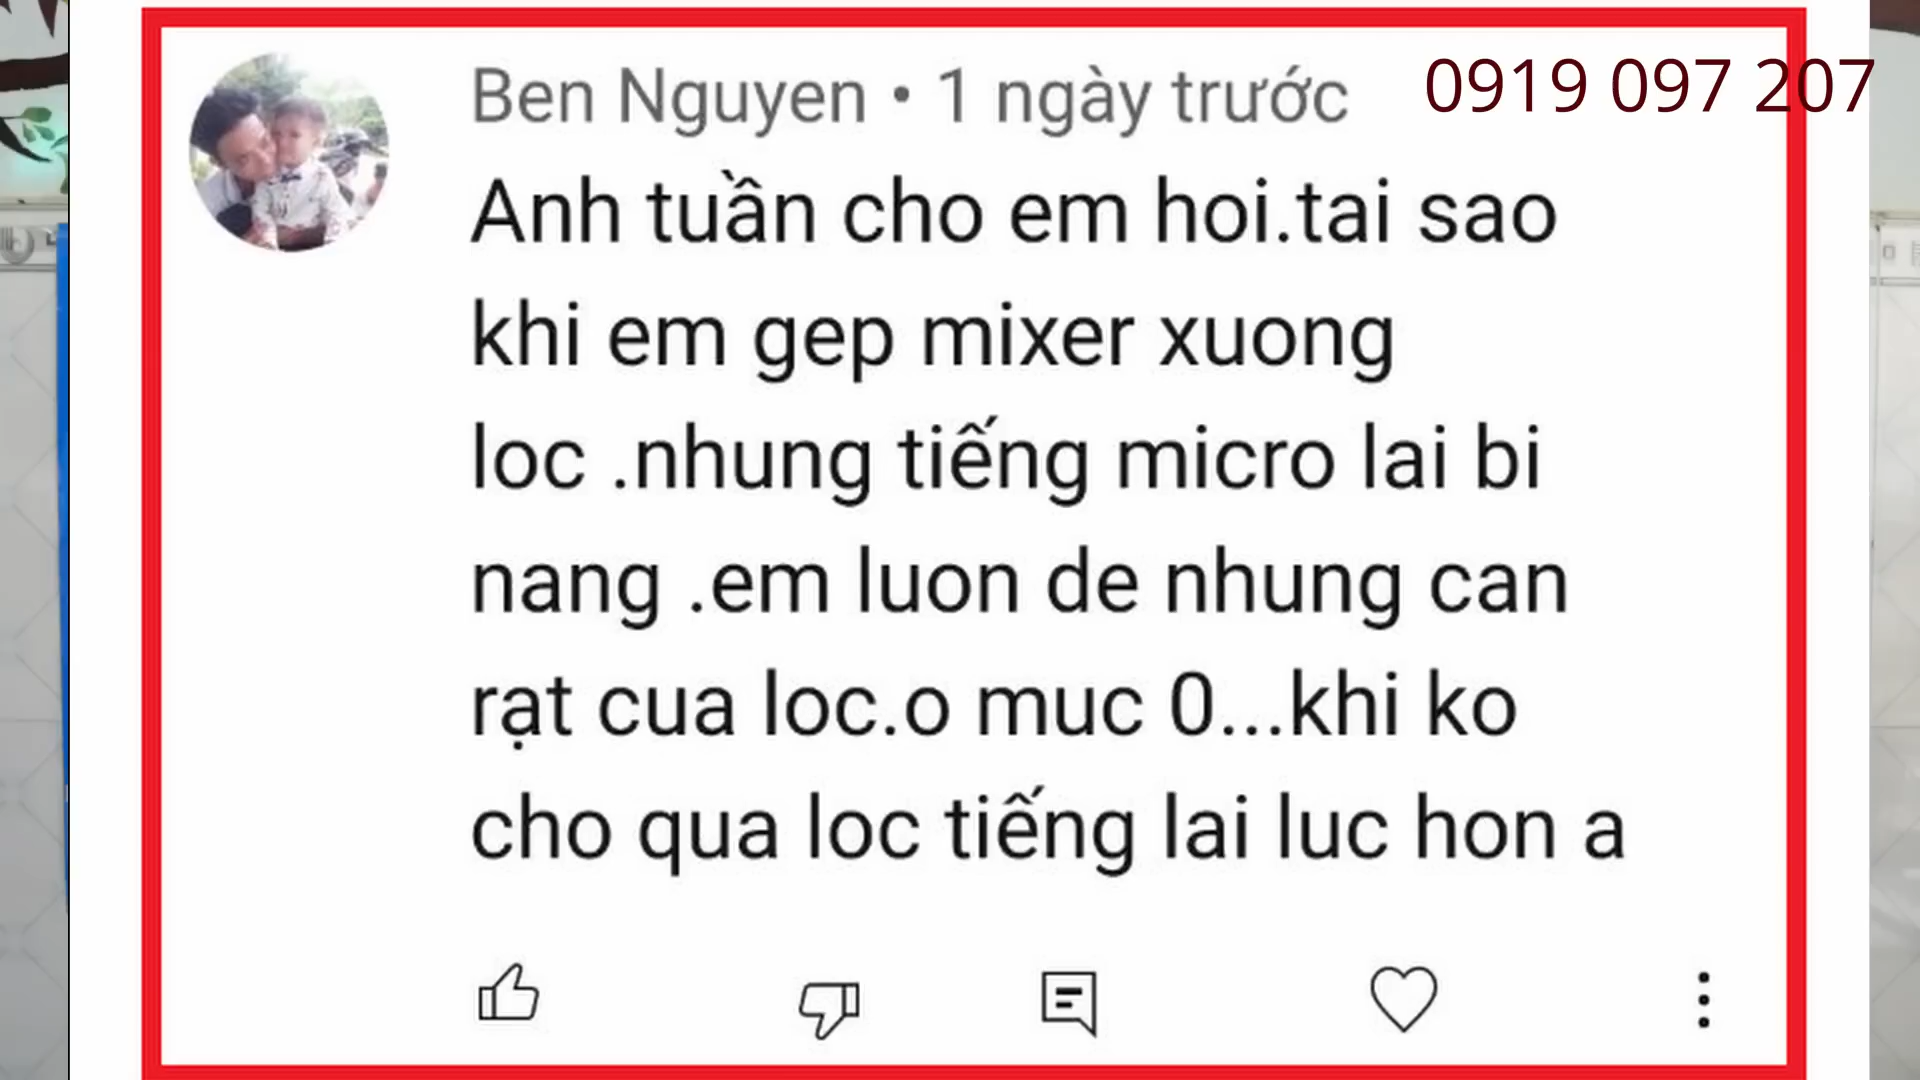 Ben Nguyen • 1 ngày trước
0919 097 207
Anh tuần cho em hoi.tai sao
khi em gep mixer xuong
loc .nhung tiếng micro lai bi
nang .em luon de nhung can
rạt cua loc.o muc 0...khi ko
cho qua loc tiếng lai luc hon a